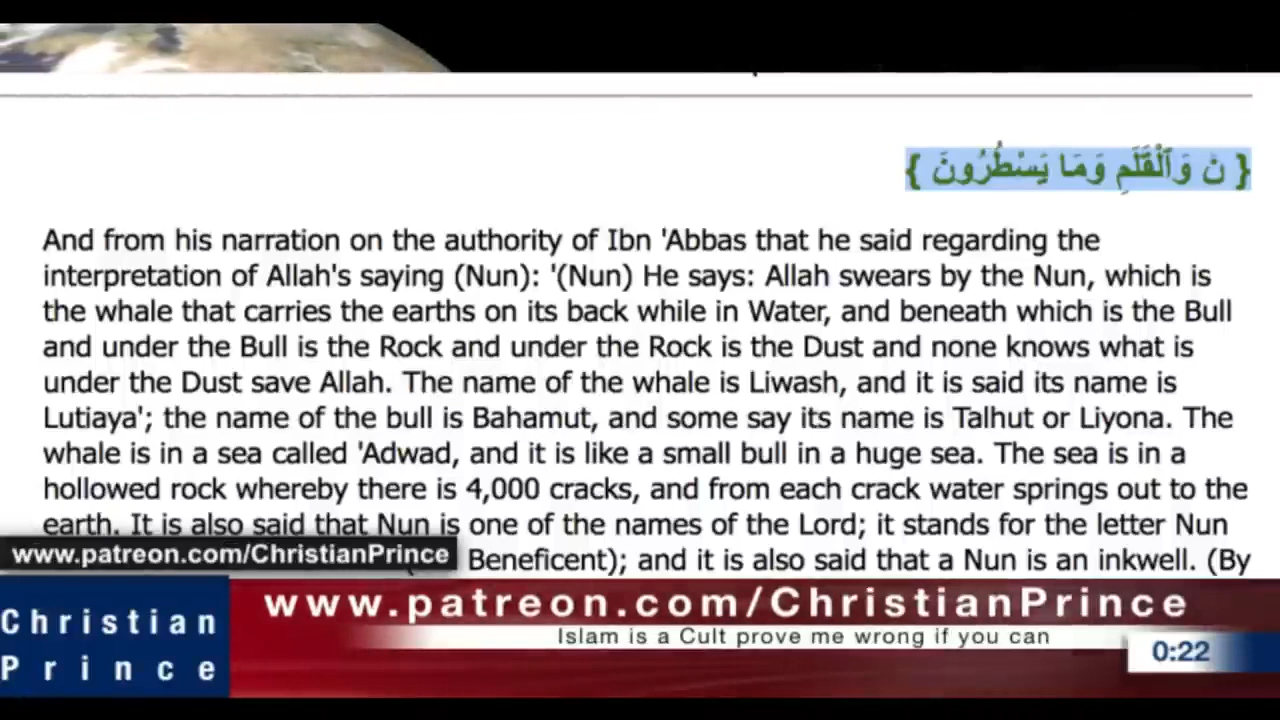 { نۤ وَٱلْقَلَمِ وَمَا يَسْطُرُونَ }
And from his narration on the authority of Ibn 'Abbas that he said regarding the
interpretation of Allah's saying (Nun): '(Nun) He says: Allah swears by the Nun, which is
the whale that carries the earths on its back while in Water, and beneath which is the Bull
and under the Bull is the Rock and under the Rock is the Dust and none knows what is
under the Dust save Allah. The name of the whale is Liwash, and it is said its name is
Lutiaya'; the name of the bull is Bahamut, and some say its name is Talhut or Liyona. The
whale is in a sea called 'Adwad, and it is like a small bull in a huge sea. The sea is in a
hollowed rock whereby there is 4,000 cracks, and from each crack water springs out to the
earth. It is also said that Nun is one of the names of the Lord; it stands for the letter Nun
Beneficent); and it is also said that a Nun is an inkwell. (By
www.patreon.com/ChristianPrince
www.patreon.com/ChristianPrince
Islam is a Cult prove me wrong if you can
Christian
Prince
0:22